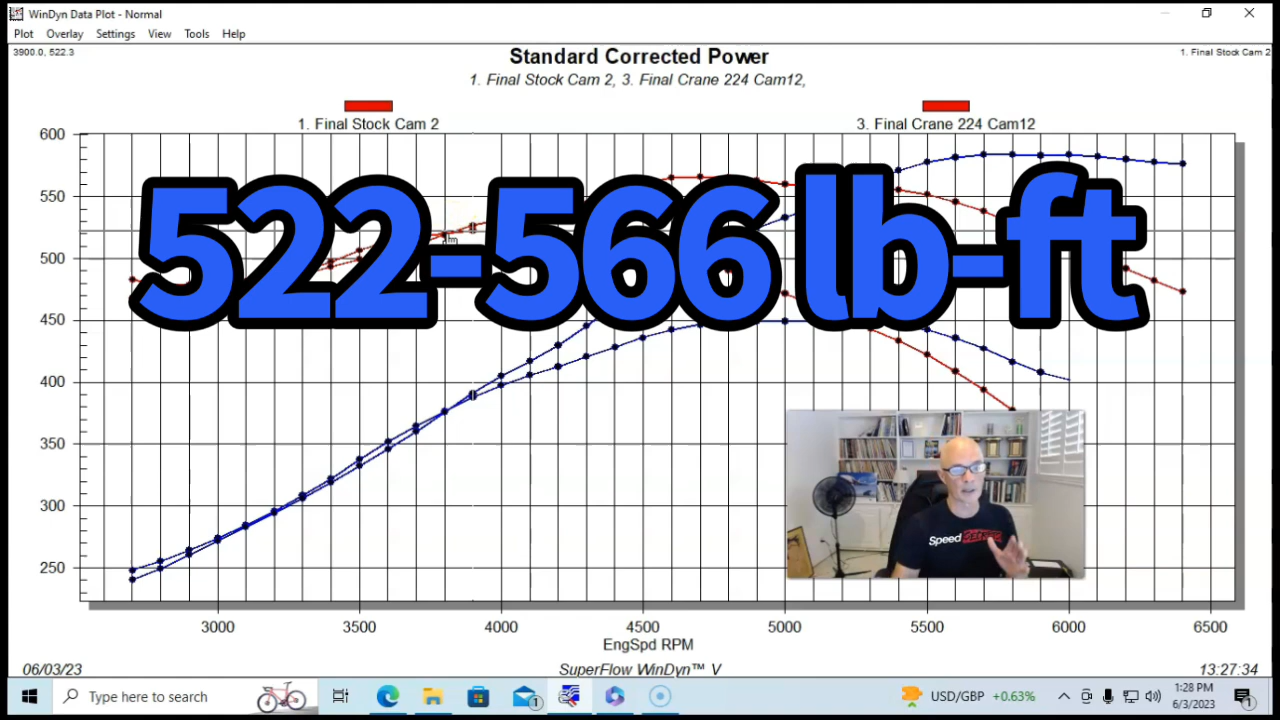 WinDyn Data Plot - Normal
Plot Overlay Settings View Tools Help
3900.0, 522.3
1. Final Stock Cam 2
Standard Corrected Power
1. Final Stock Cam 2, 3. Final Crane 224 Cam12,
1. Final Stock Cam 2
3. Final Crane 224 Cam12
600
550
522-566 lb-ft
500
450
400
350
300
250
Speed
3000 3500 4000 4500 5000 5500 6000 6500
EngSpd RPM
06/03/23
SuperFlow WinDyn™ V
13:27:34
Type here to search
1
USD/GBP +0.63%
1:28 PM
6/3/2023
1